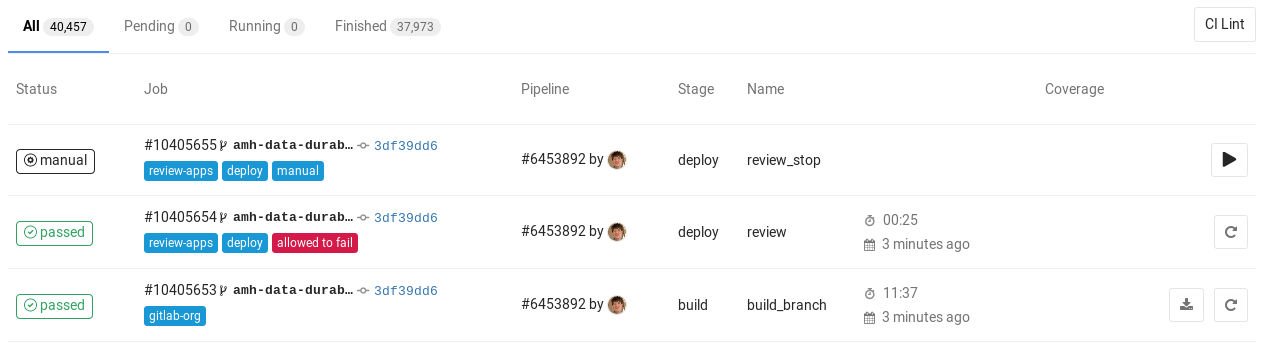 All 40,457 Pending 0 Running 0 Finished 37,973 CI Lint
Status Job Pipeline Stage Name Coverage
manual #10405655 amh-data-durab… 3df39dd6 #6453892 by deploy review_stop
review-apps deploy manual
passed #10405654 amh-data-durab… 3df39dd6 #6453892 by deploy review 00:25
review-apps deploy allowed to fail 3 minutes ago
passed #10405653 amh-data-durab… 3df39dd6 #6453892 by build build_branch 11:37
gitlab-org 3 minutes ago